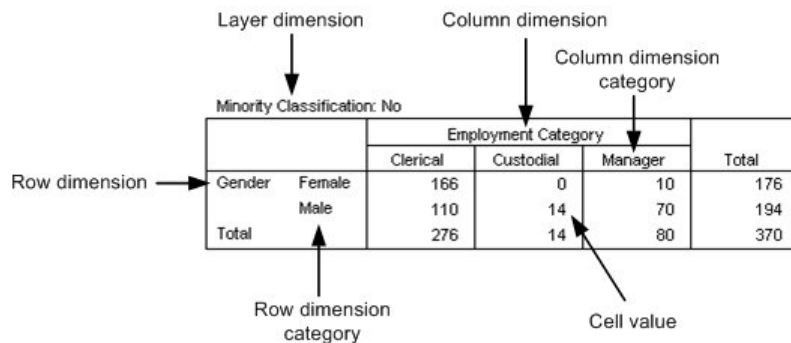 Layer dimension
Column dimension
Column dimension
category
Minority Classification: No
Employment Category
Clerical Custodial Manager Total
Row dimension
Gender Female 166 0 10 176
Male 110 14 70 194
Total 276 14 80 370
Row dimension
category
Cell value